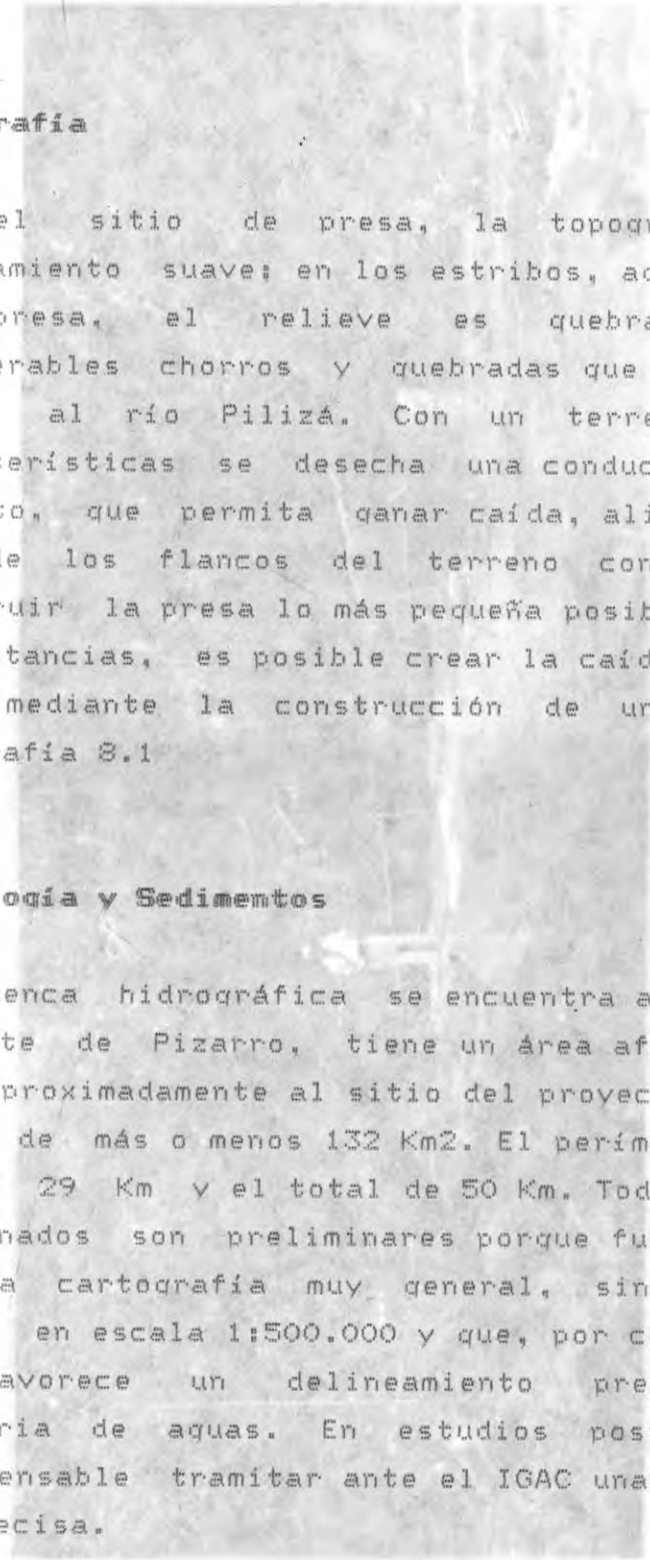 rafía
el sitio de presa, la topogr
amiento suave: en los estribos, ad
presa, el relieve es quebra
erables chorros y quebradas que
al río Pilizá. Con un terre
terísticas se desecha una conduc
to, que permita ganar caída, ali
de los flancos del terreno con
ruir la presa lo más pequeña posib
tancias, es posible crear la caíd
mediante la construcción de un
afía 8.1
ogía y Sedimentos
enca hidrográfica se encuentra a
te de Pizarro, tiene un área af
proximadamente al sitio del proyec
de más o menos 132 Km2. El perím
29 Km y el total de 50 Km. Tod
nados son preliminares porque fu
a cartografía muy general, sin
en escala 1:500.000 y que, por c
avorece un delineamiento pre
ria de aguas. En estudios pos
ensable tramitar ante el IGAC una
ecisa.